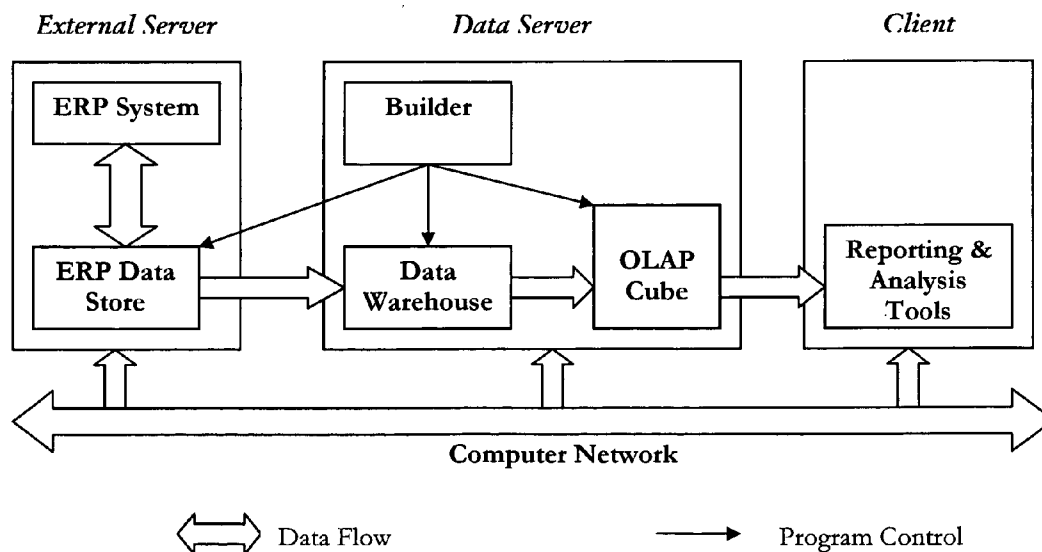 External Server
Data Server
Client
ERP System
Builder
ERP Data
Store
Data
Warehouse
OLAP
Cube
Reporting &
Analysis
Tools
Computer Network
Data Flow
Program Control